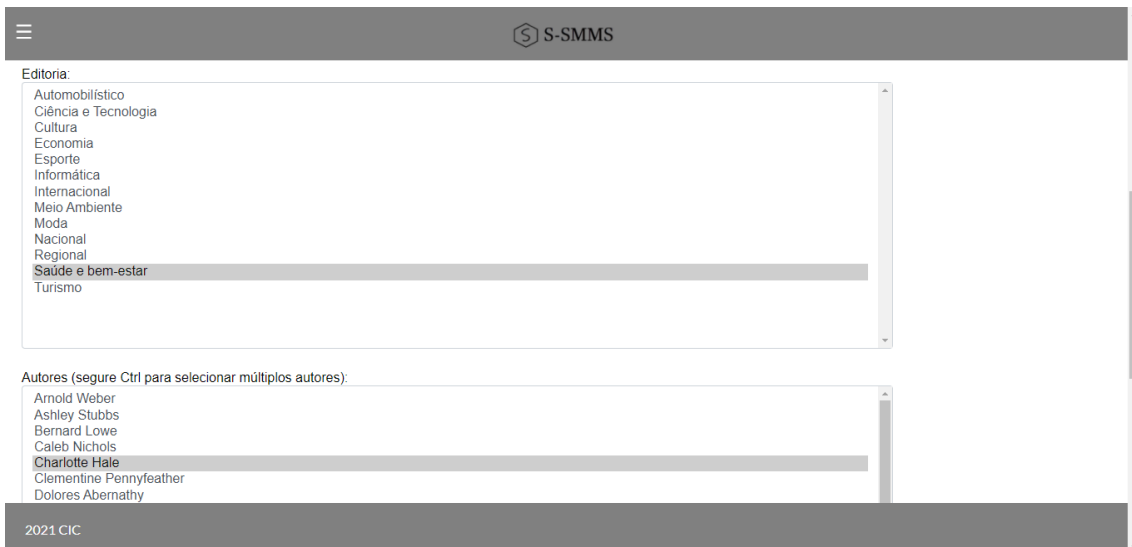 ☰
S-SMMS
Editoria:
Automobilístico
Ciência e Tecnologia
Cultura
Economia
Esporte
Informática
Internacional
Meio Ambiente
Moda
Nacional
Regional
Saúde e bem-estar
Turismo
Autores (segure Ctrl para selecionar múltiplos autores):
Arnold Weber
Ashley Stubbs
Bernard Lowe
Caleb Nichols
Charlotte Hale
Clementine Pennyfeather
Dolores Abernathy
2021 CIC